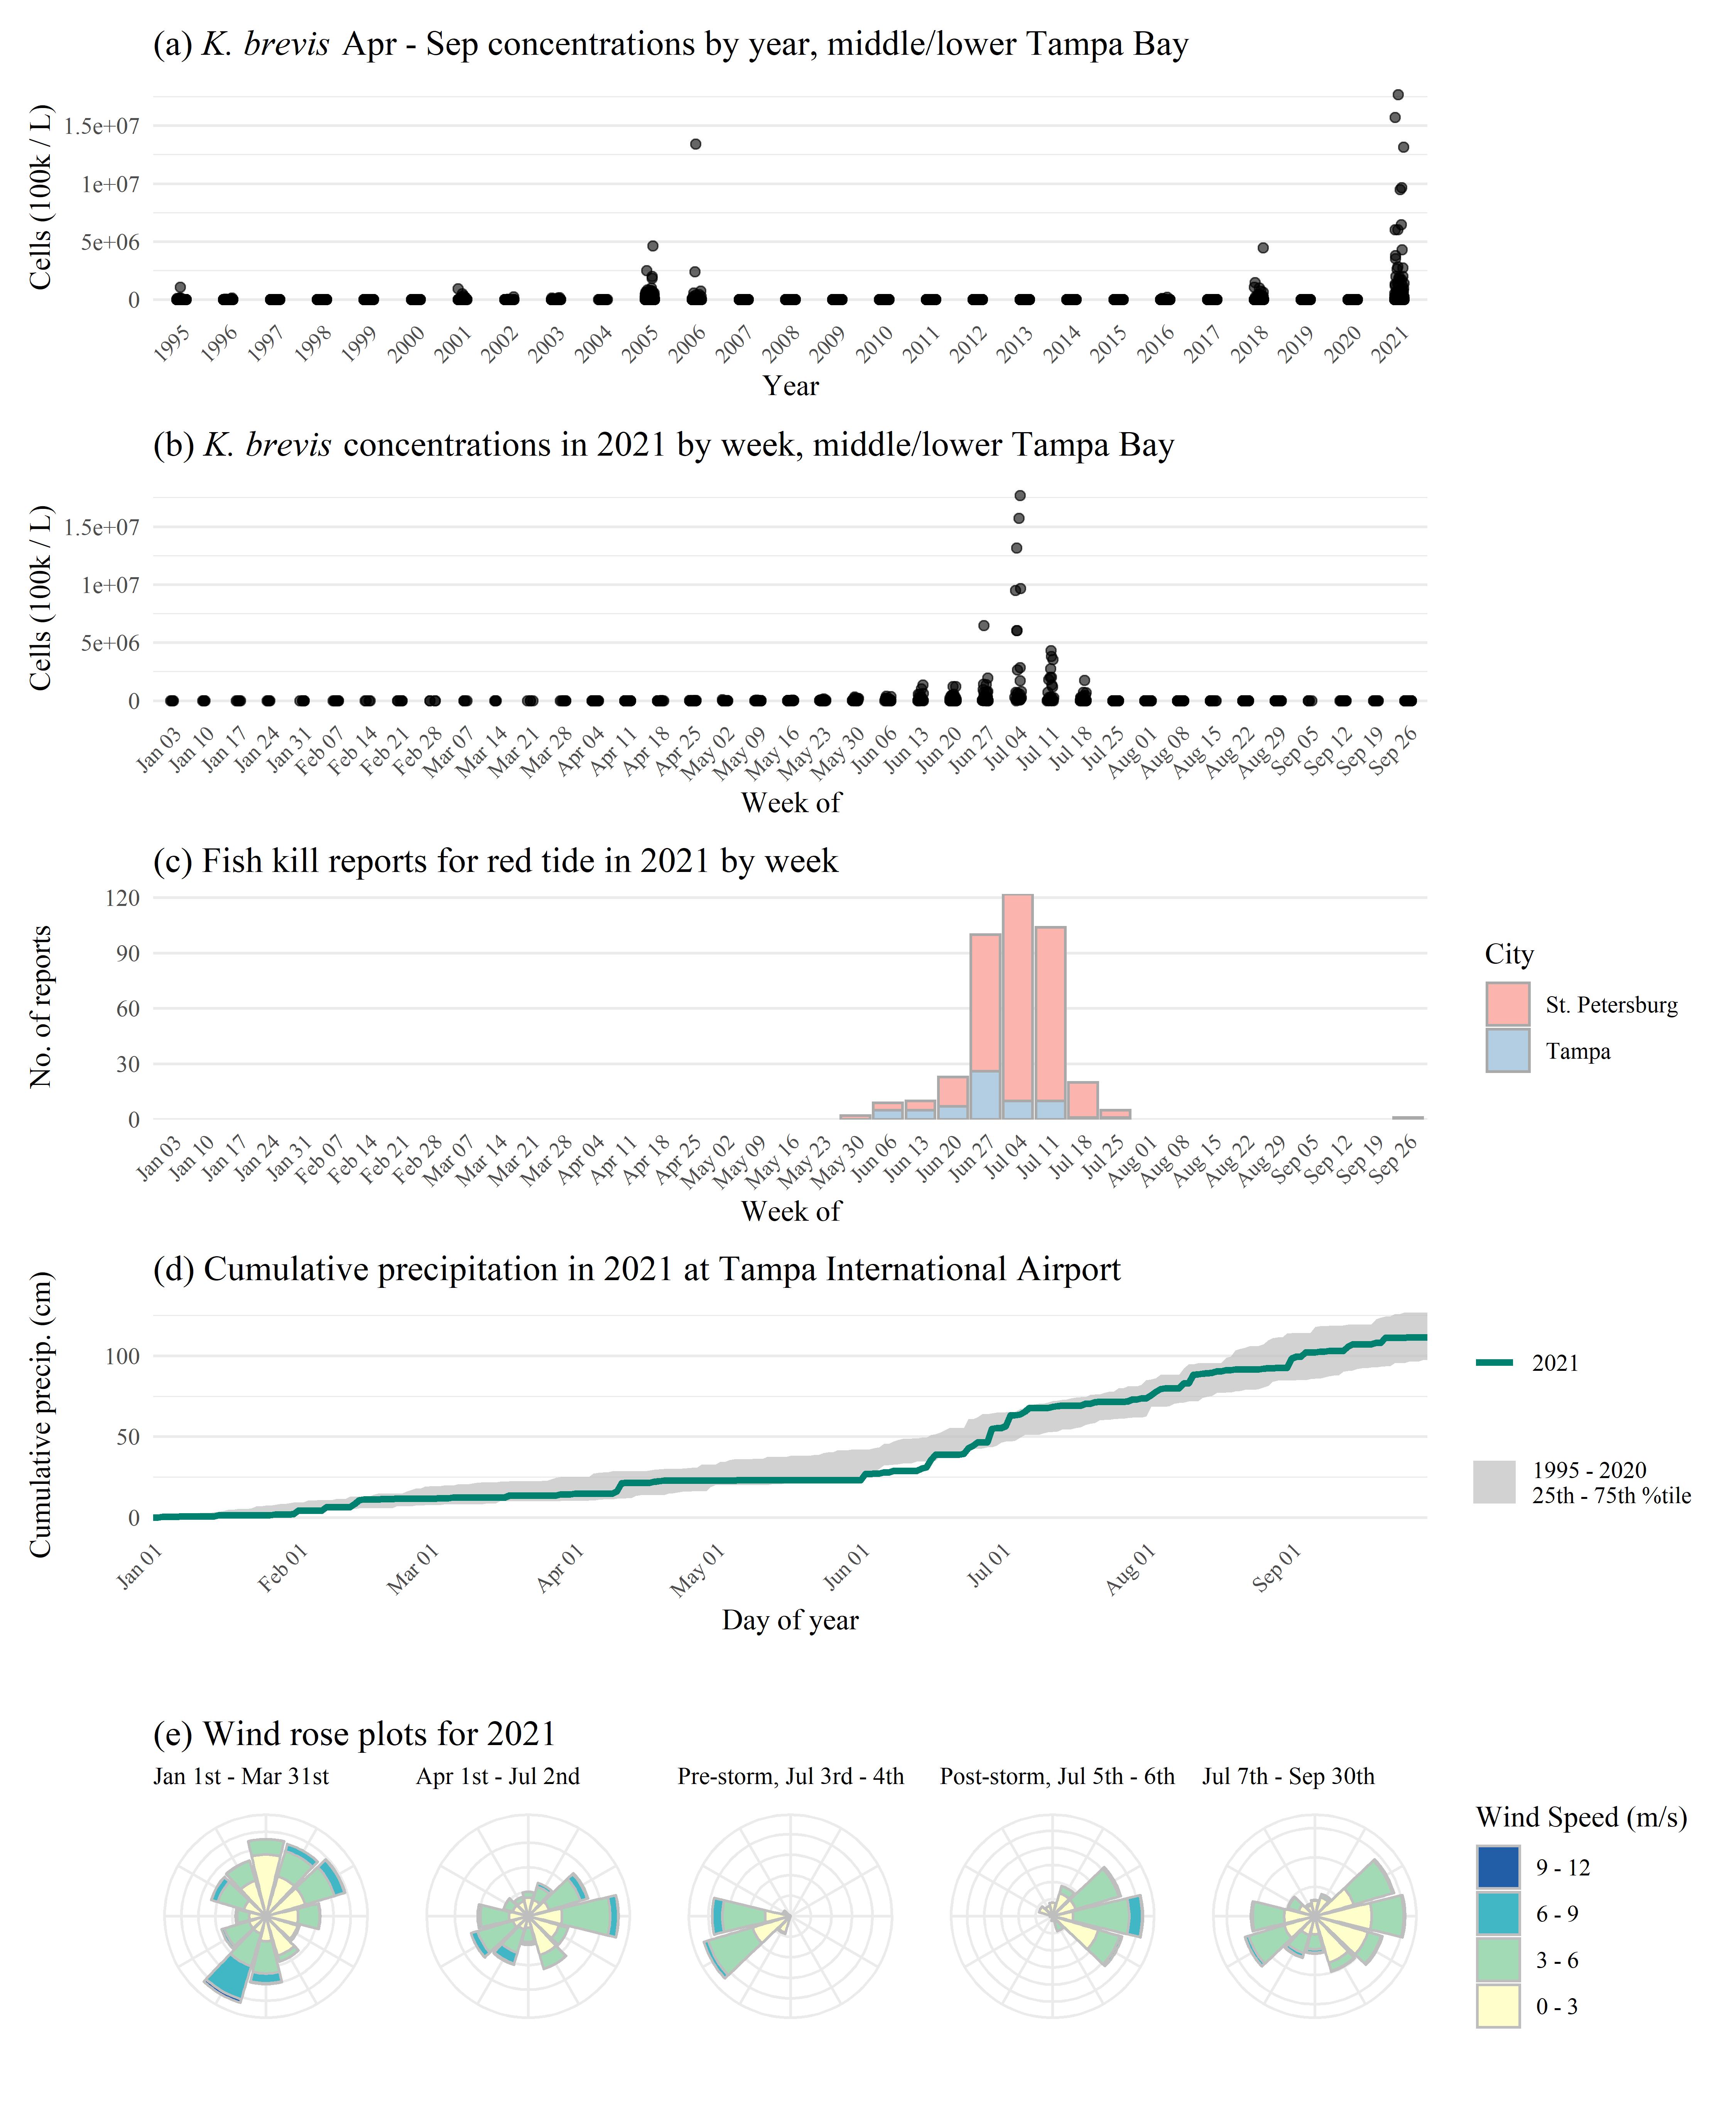 (a) K. brevis Apr - Sep concentrations by year, middle/lower Tampa Bay
Cells (100k / L)
1.5e+07
1e+07
5e+06
0
1995 1996 1997 1998 1999 2000 2001 2002 2003 2004 2005 2006 2007 2008 2009 2010 2011 2012 2013 2014 2015 2016 2017 2018 2019 2020 2021
Year
(b) K. brevis concentrations in 2021 by week, middle/lower Tampa Bay
Cells (100k / L)
1.5e+07
1e+07
5e+06
0
Jan 03 Jan 10 Jan 17 Jan 24 Jan 31 Feb 07 Feb 14 Feb 21 Feb 28 Mar 07 Mar 14 Mar 21 Mar 28 Apr 04 Apr 11 Apr 18 Apr 25 May 02 May 09 May 16 May 23 May 30 Jun 06 Jun 13 Jun 20 Jun 27 Jul 04 Jul 11 Jul 18 Jul 25 Aug 01 Aug 08 Aug 15 Aug 22 Aug 29 Sep 05 Sep 12 Sep 19 Sep 26
Week of
(c) Fish kill reports for red tide in 2021 by week
No. of reports
120
90
60
30
0
Jan 03 Jan 10 Jan 17 Jan 24 Jan 31 Feb 07 Feb 14 Feb 21 Feb 28 Mar 07 Mar 14 Mar 21 Mar 28 Apr 04 Apr 11 Apr 18 Apr 25 May 02 May 09 May 16 May 23 May 30 Jun 06 Jun 13 Jun 20 Jun 27 Jul 04 Jul 11 Jul 18 Jul 25 Aug 01 Aug 08 Aug 15 Aug 22 Aug 29 Sep 05 Sep 12 Sep 19 Sep 26
Week of
City
St. Petersburg
Tampa
(d) Cumulative precipitation in 2021 at Tampa International Airport
Cumulative precip. (cm)
100
50
0
Jan 01 Feb 01 Mar 01 Apr 01 May 01 Jun 01 Jul 01 Aug 01 Sep 01
Day of year
2021
1995 - 2020
25th - 75th %tile
(e) Wind rose plots for 2021
Jan 1st - Mar 31st
Apr 1st - Jul 2nd
Pre-storm, Jul 3rd - 4th
Post-storm, Jul 5th - 6th
Jul 7th - Sep 30th
Wind Speed (m/s)
9 - 12
6 - 9
3 - 6
0 - 3